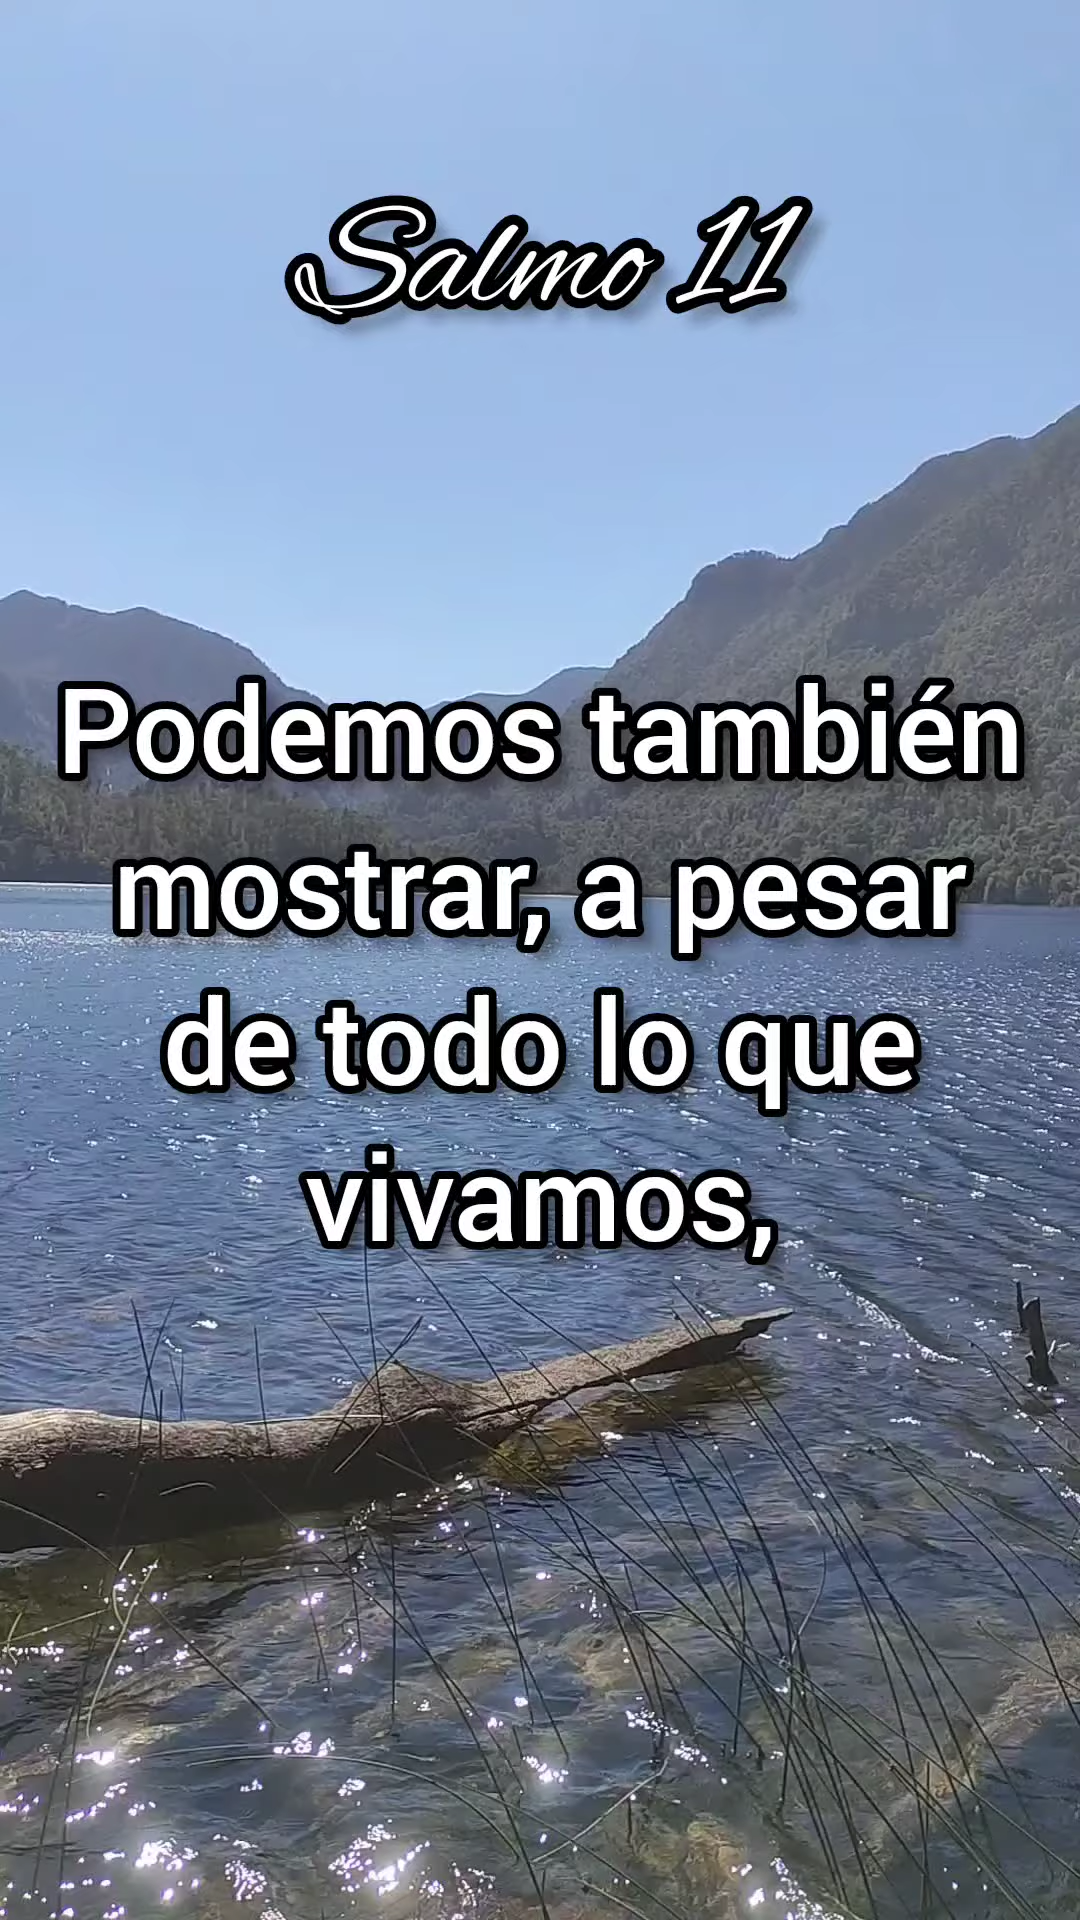 Salmo 11
Podemos también
mostrar, a pesar
de todo lo que
vivamos,